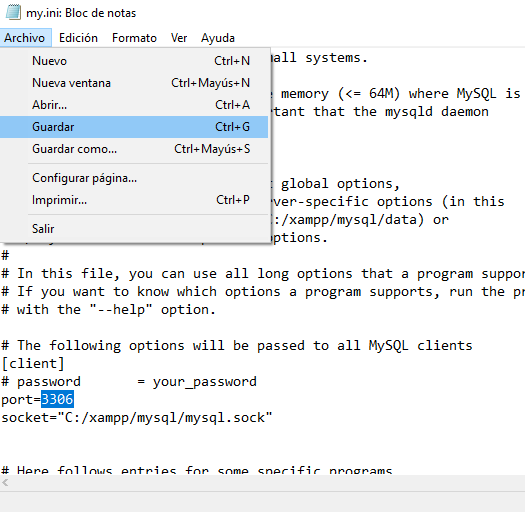 my.ini: Bloc de notas
Archivo Edición Formato Ver Ayuda
Nuevo Ctrl+N
Nueva ventana Ctrl+Mayús+N
Abrir... Ctrl+A
Guardar Ctrl+G
Guardar como... Ctrl+Mayús+S
Configurar página...
Imprimir... Ctrl+P
Salir
all systems.
memory (<= 64M) where MySQL is
tant that the mysqld daemon
global options,
ver-specific options (in this
:/xampp/mysql/data) or
options.
#
# In this file, you can use all long options that a program suppor
# If you want to know which options a program supports, run the pr
# with the "--help" option.
# The following options will be passed to all MySQL clients
[client]
# password = your_password
port=3306
socket="C:/xampp/mysql/mysql.sock"
# Here follows entries for some specific programs